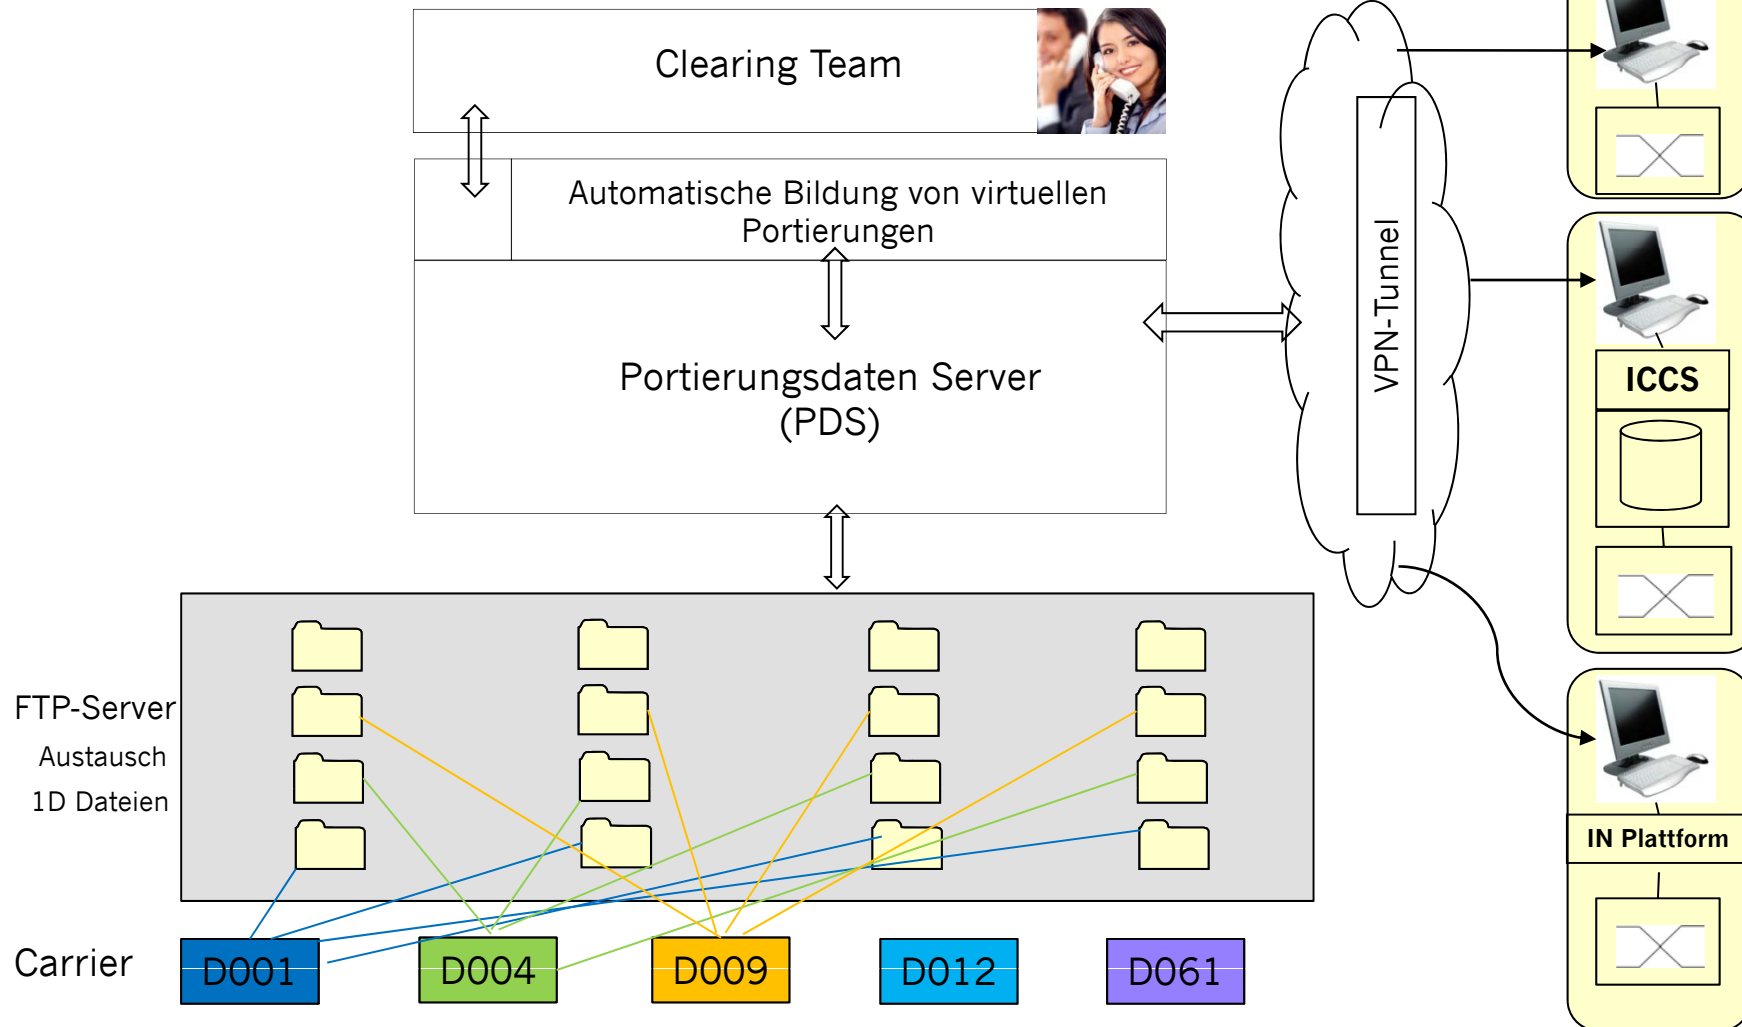 Clearing Team
Automatische Bildung von virtuellen
Portierungen
Portierungsdaten Server
(PDS)
VPN-Tunnel
ICCS
IN Plattform
FTP-Server
Austausch
1D Dateien
Carrier
D001
D004
D009
D012
D061